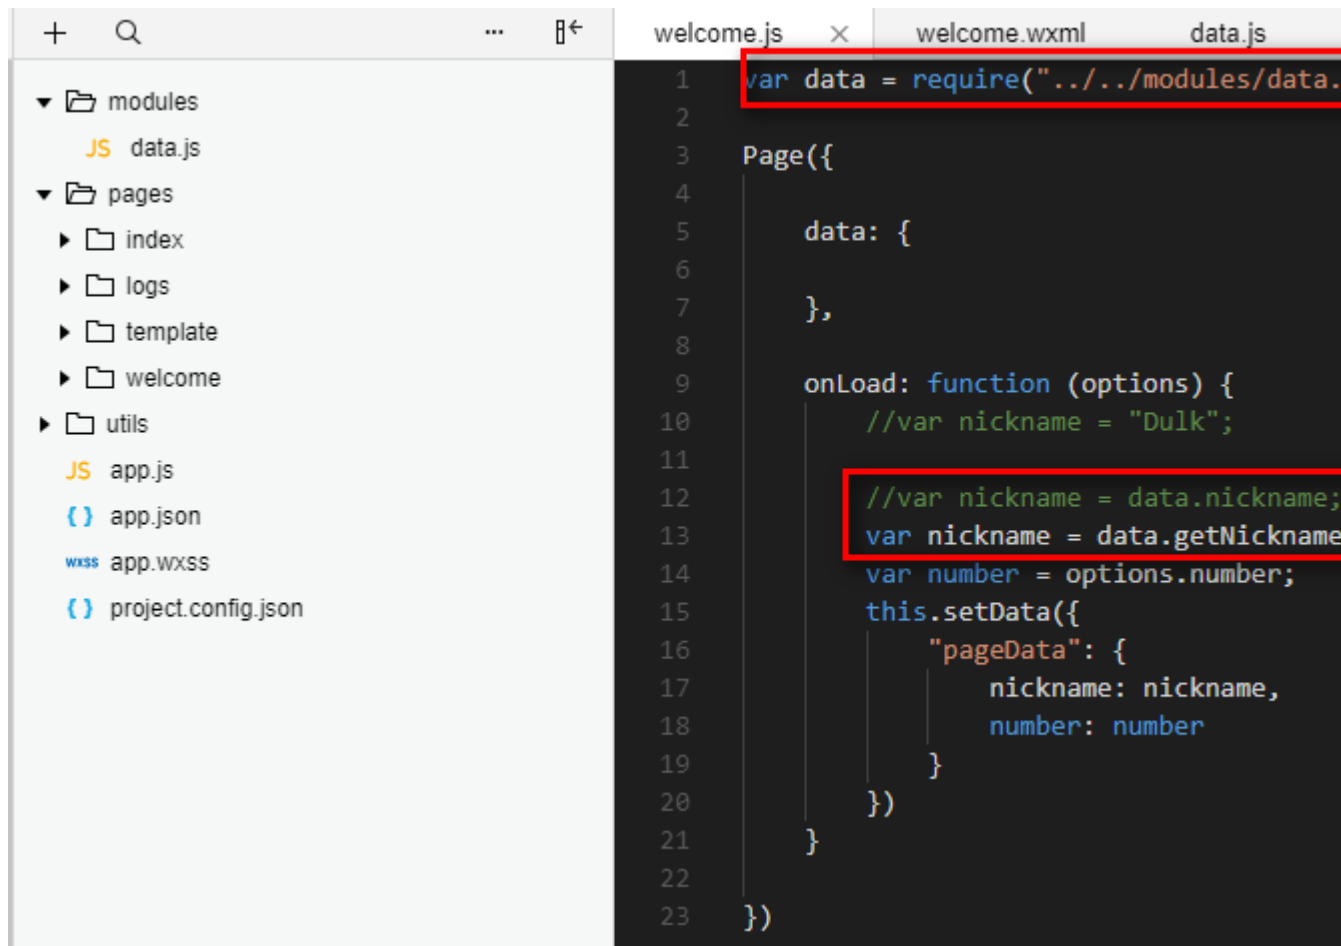 modules
JS data.js
pages
index
logs
template
welcome
utils
JS app.js
{ } app.json
wxss app.wxss
{ } project.config.json
welcome.js × welcome.wxml data.js
1 var data = require("../../modules/data.
2
3 Page({
4
5 data: {
6
7 },
8
9 onLoad: function (options) {
10 //var nickname = "Dulk";
11
12 //var nickname = data.nickname;
13 var nickname = data.getNickname
14 var number = options.number;
15 this.setData({
16 "pageData": {
17 nickname: nickname,
18 number: number
19 }
20 })
21 }
22
23 })